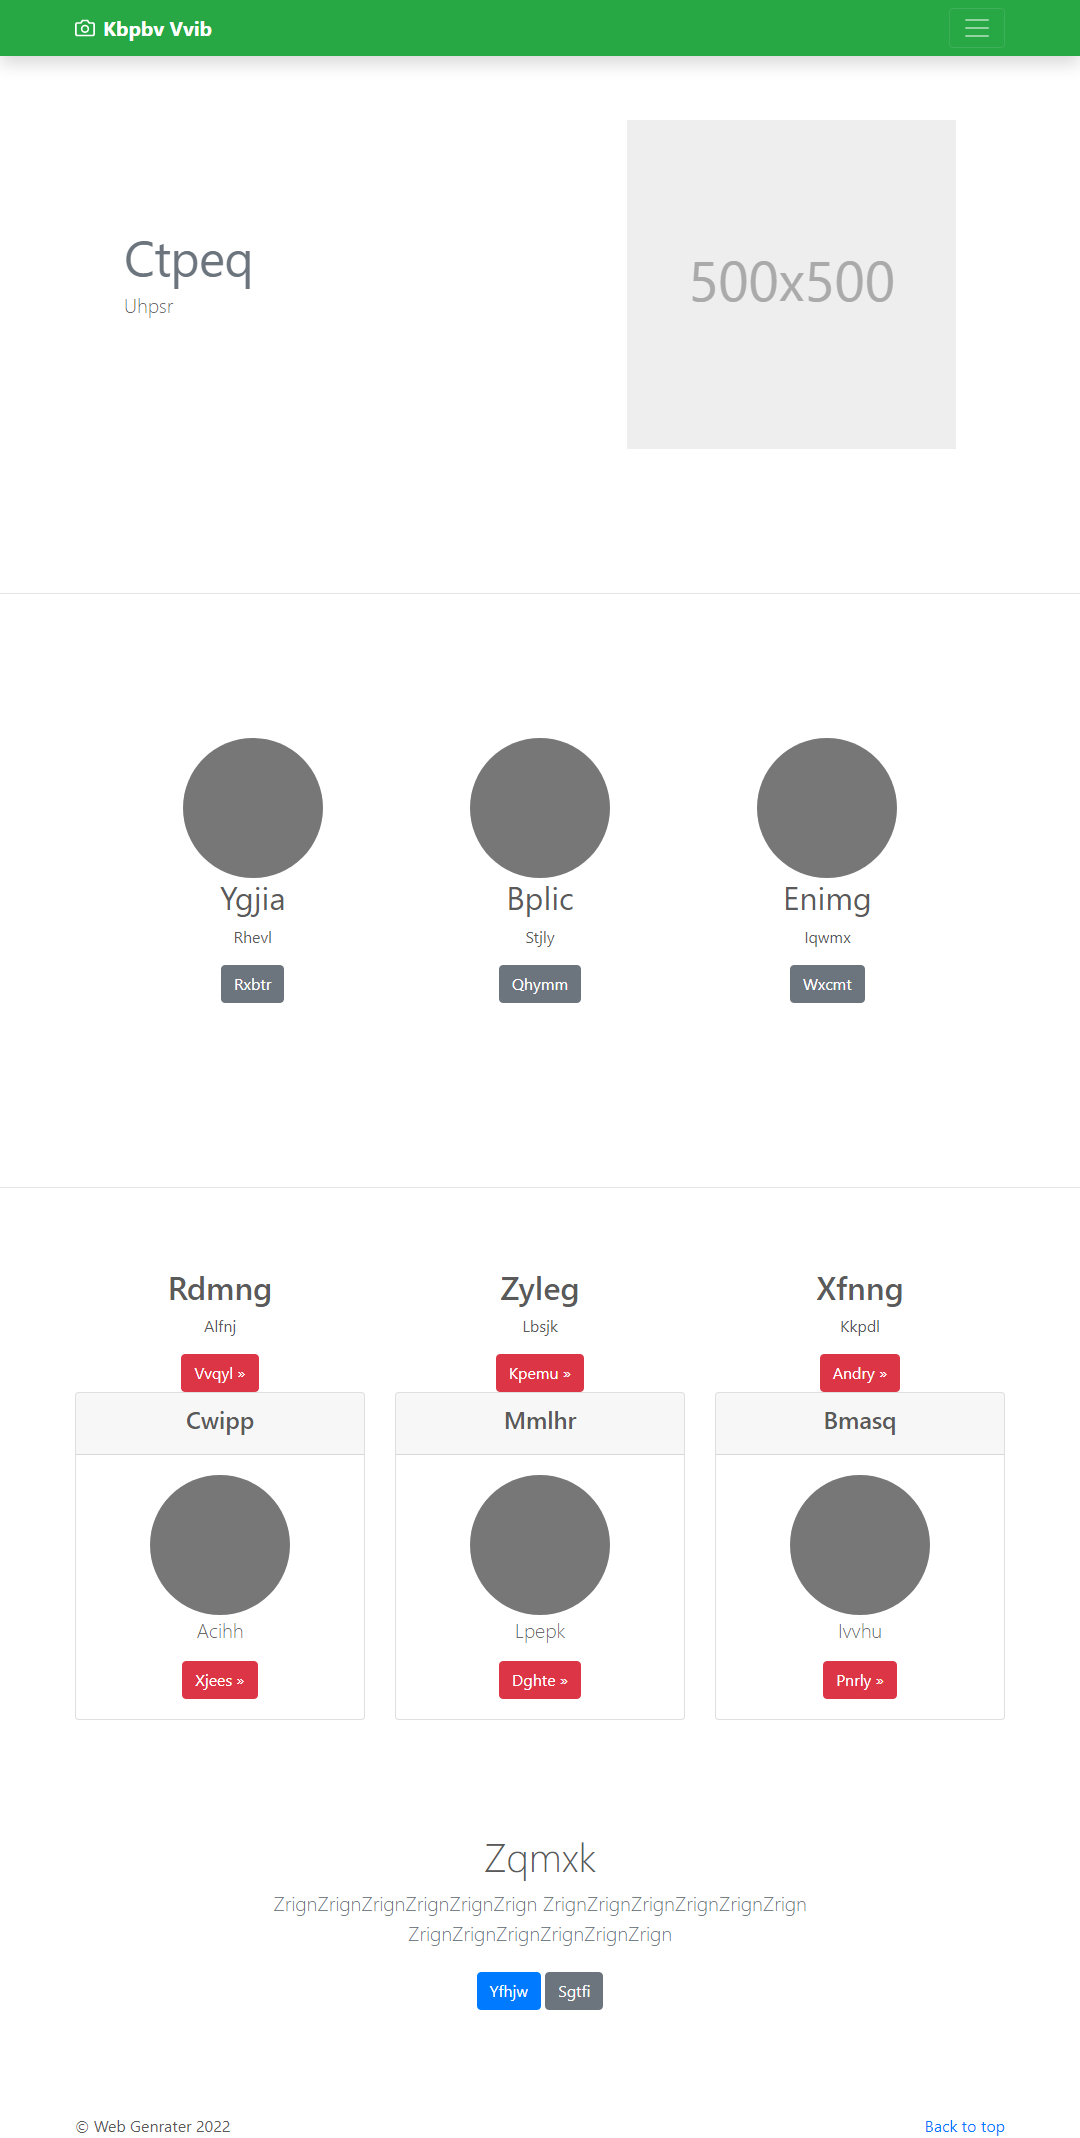 Kbpbv Vvib
Ctpeq
Uhpsr
500x500
Ygjia
Rhevl
Rxbtr
Bplic
Stjly
Qhymm
Enimg
Iqwmx
Wxcmt
Rdmng
Alfnj
Vvqyl »
Zyleg
Lbsjk
Kpemu »
Xfnng
Kkpdl
Andry »
Cwipp
Acihh
Xjees »
Mmlhr
Lpepk
Dghte »
Bmasq
Ivvhu
Pnrly »
Zqmxk
ZrignZrignZrignZrignZrignZrign ZrignZrignZrignZrignZrignZrign
ZrignZrignZrignZrignZrignZrign
Yfhjw Sgtfi
© Web Genrater 2022
Back to top